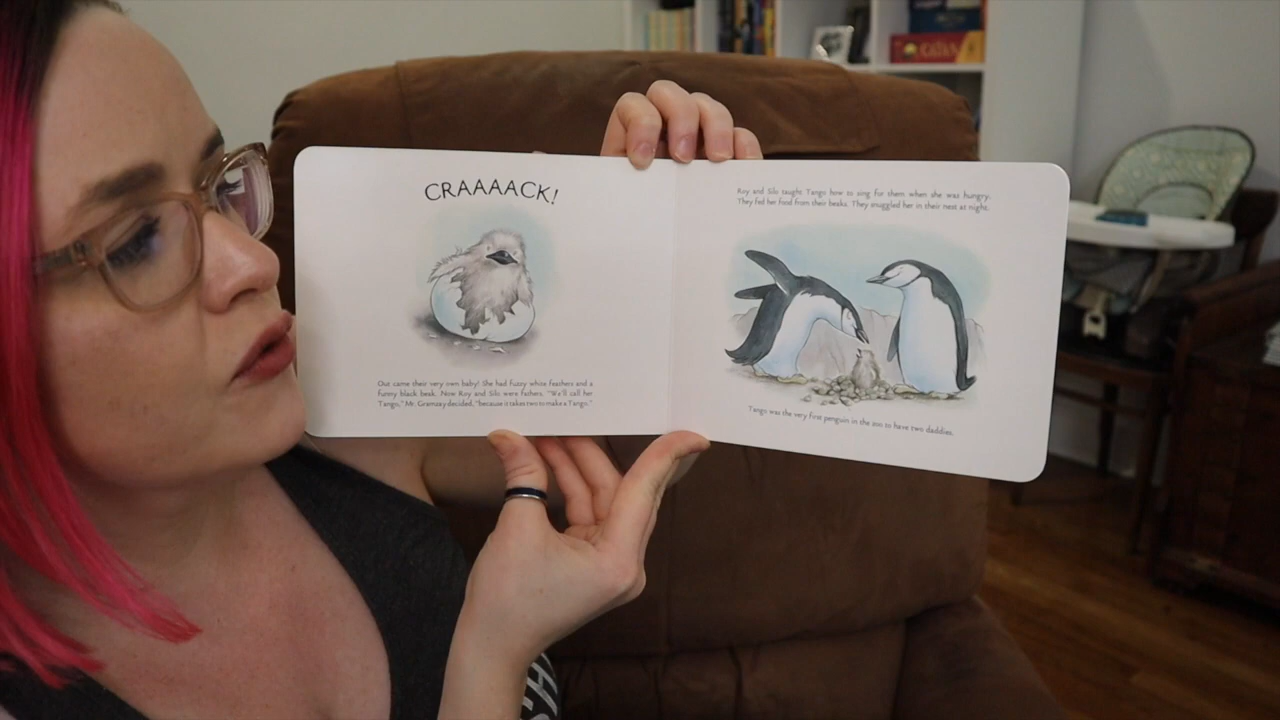 CRAAAACK!
Out came their very own baby! She had fuzzy white feathers and a
funny black beak. Now Roy and Silo were fathers. "We'll call her
Tango," Mr. Gramzay decided, "because it takes two to make a Tango."
Roy and Silo taught Tango how to sing for them when she was hungry.
They fed her food from their beaks. They snuggled her in their nest at night.
Tango was the very first penguin in the zoo to have two daddies.
CATAN